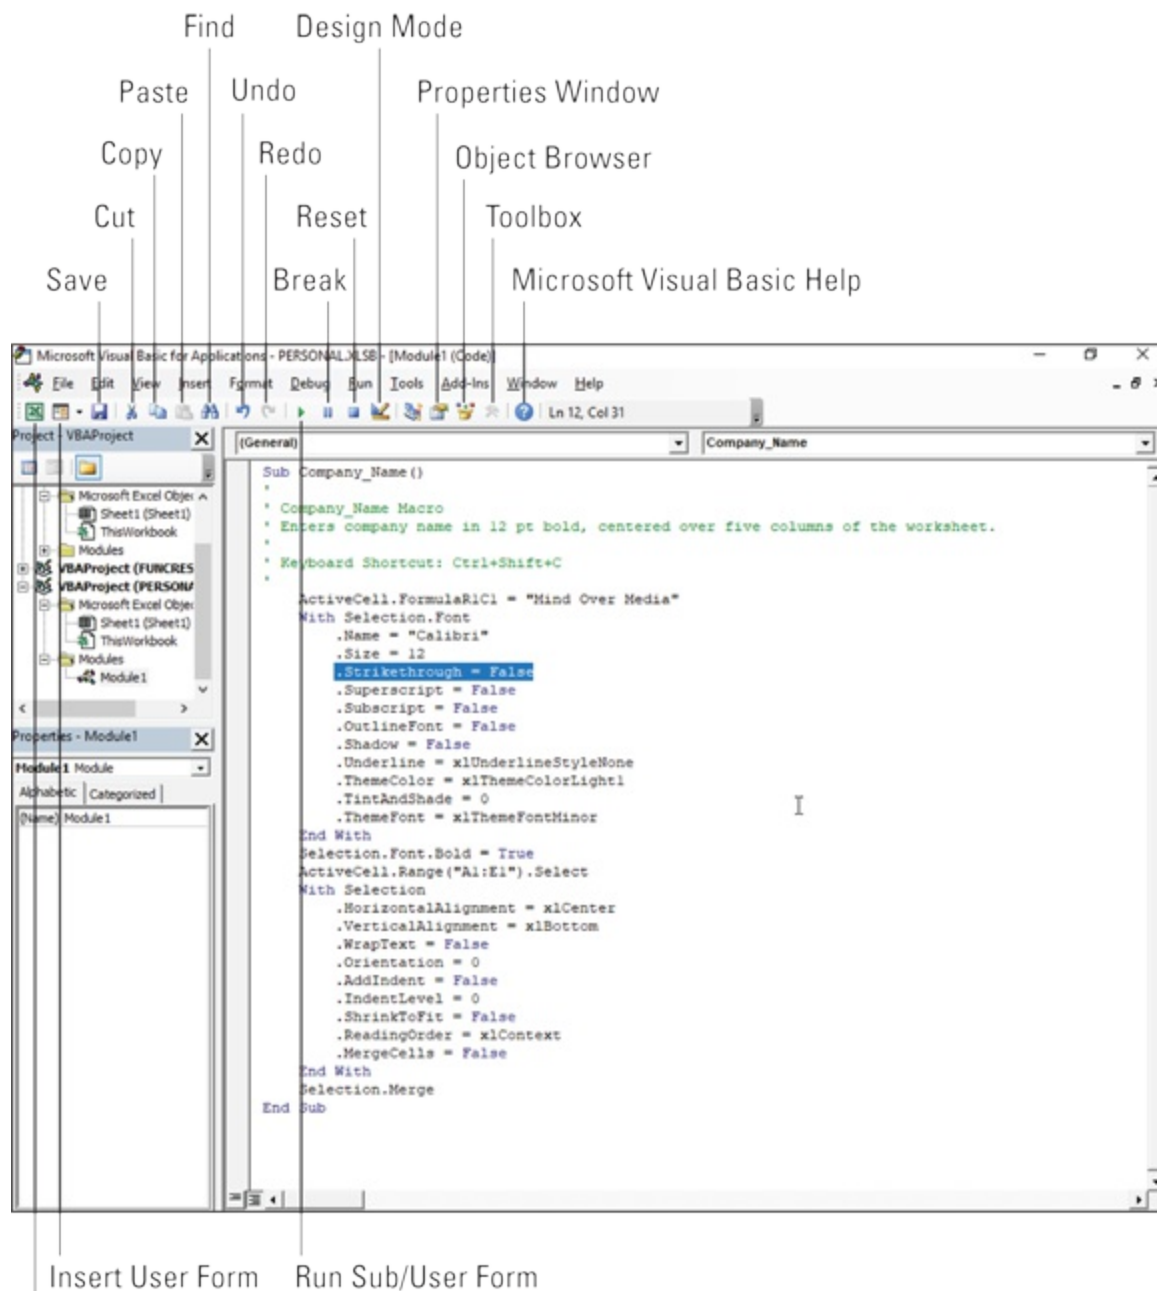 Find
Design Mode
Paste
Undo
Properties Window
Copy
Redo
Object Browser
Cut
Reset
Toolbox
Save
Break
Microsoft Visual Basic Help
Microsoft Visual Basic for Applications - PERSONAL.XLSB - [Module1 (Code)]
File Edit View Insert Format Debug Run Tools Add-Ins Window Help
Ln 12, Col 31
Project - VBAProject
(General)
Company_Name
Microsoft Excel Objec
Sheet1 (Sheet1)
ThisWorkbook
Modules
VBAProject (FUNCRES
VBAProject (PERSONA
Microsoft Excel Objec
Sheet1 (Sheet1)
ThisWorkbook
Modules
Module1
Properties - Module1
Module1 Module
Alphabetic Categorized
(Name) Module1
Sub Company_Name()
'
' Company_Name Macro
' Enters company name in 12 pt bold, centered over five columns of the worksheet.
'
' Keyboard Shortcut: Ctrl+Shift+C
'
ActiveCell.FormulaR1C1 = "Mind Over Media"
With Selection.Font
.Name = "Calibri"
.Size = 12
.Strikethrough = False
.Superscript = False
.Subscript = False
.OutlineFont = False
.Shadow = False
.Underline = xlUnderlineStyleNone
.ThemeColor = xlThemeColorLight1
.TintAndShade = 0
.ThemeFont = xlThemeFontMinor
End With
Selection.Font.Bold = True
ActiveCell.Range("A1:E1").Select
With Selection
.HorizontalAlignment = xlCenter
.VerticalAlignment = xlBottom
.WrapText = False
.Orientation = 0
.AddIndent = False
.IndentLevel = 0
.ShrinkToFit = False
.ReadingOrder = xlContext
.MergeCells = False
End With
Selection.Merge
End Sub
Insert User Form
Run Sub/User Form